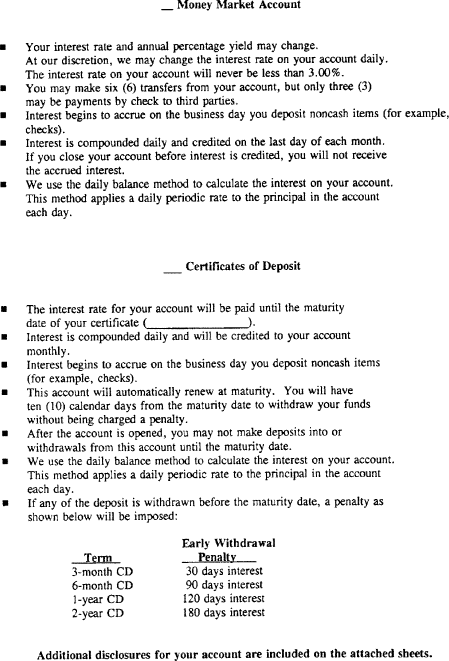 __ Money Market Account
■ Your interest rate and annual percentage yield may change.
At our discretion, we may change the interest rate on your account daily.
The interest rate on your account will never be less than 3.00%.
■ You may make six (6) transfers from your account, but only three (3)
may be payments by check to third parties.
■ Interest begins to accrue on the business day you deposit noncash items (for example,
checks).
■ Interest is compounded daily and credited on the last day of each month.
If you close your account before interest is credited, you will not receive
the accrued interest.
■ We use the daily balance method to calculate the interest on your account.
This method applies a daily periodic rate to the principal in the account
each day.
___ Certificates of Deposit
■ The interest rate for your account will be paid until the maturity
date of your certificate (__________________).
■ Interest is compounded daily and will be credited to your account
monthly.
■ Interest begins to accrue on the business day you deposit noncash items
(for example, checks).
■ This account will automatically renew at maturity. You will have
ten (10) calendar days from the maturity date to withdraw your funds
without being charged a penalty.
■ After the account is opened, you may not make deposits into or
withdrawals from this account until the maturity date.
■ We use the daily balance method to calculate the interest on your account.
This method applies a daily periodic rate to the principal in the account
each day.
■ If any of the deposit is withdrawn before the maturity date, a penalty as
shown below will be imposed:
Early Withdrawal
Term Penalty
3-month CD 30 days interest
6-month CD 90 days interest
1-year CD 120 days interest
2-year CD 180 days interest
Additional disclosures for your account are included on the attached sheets.